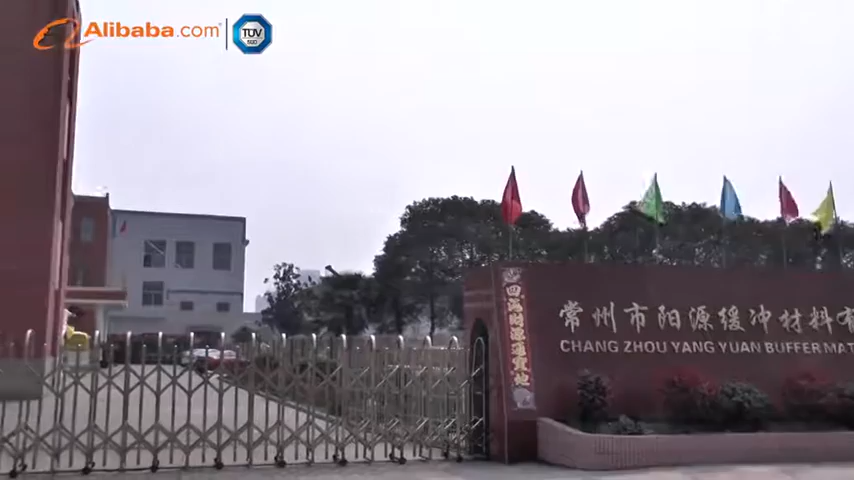 Alibaba.com
TÜV
SÜD
常州市阳源缓冲材料有
CHANG ZHOU YANG YUAN BUFFER MAT